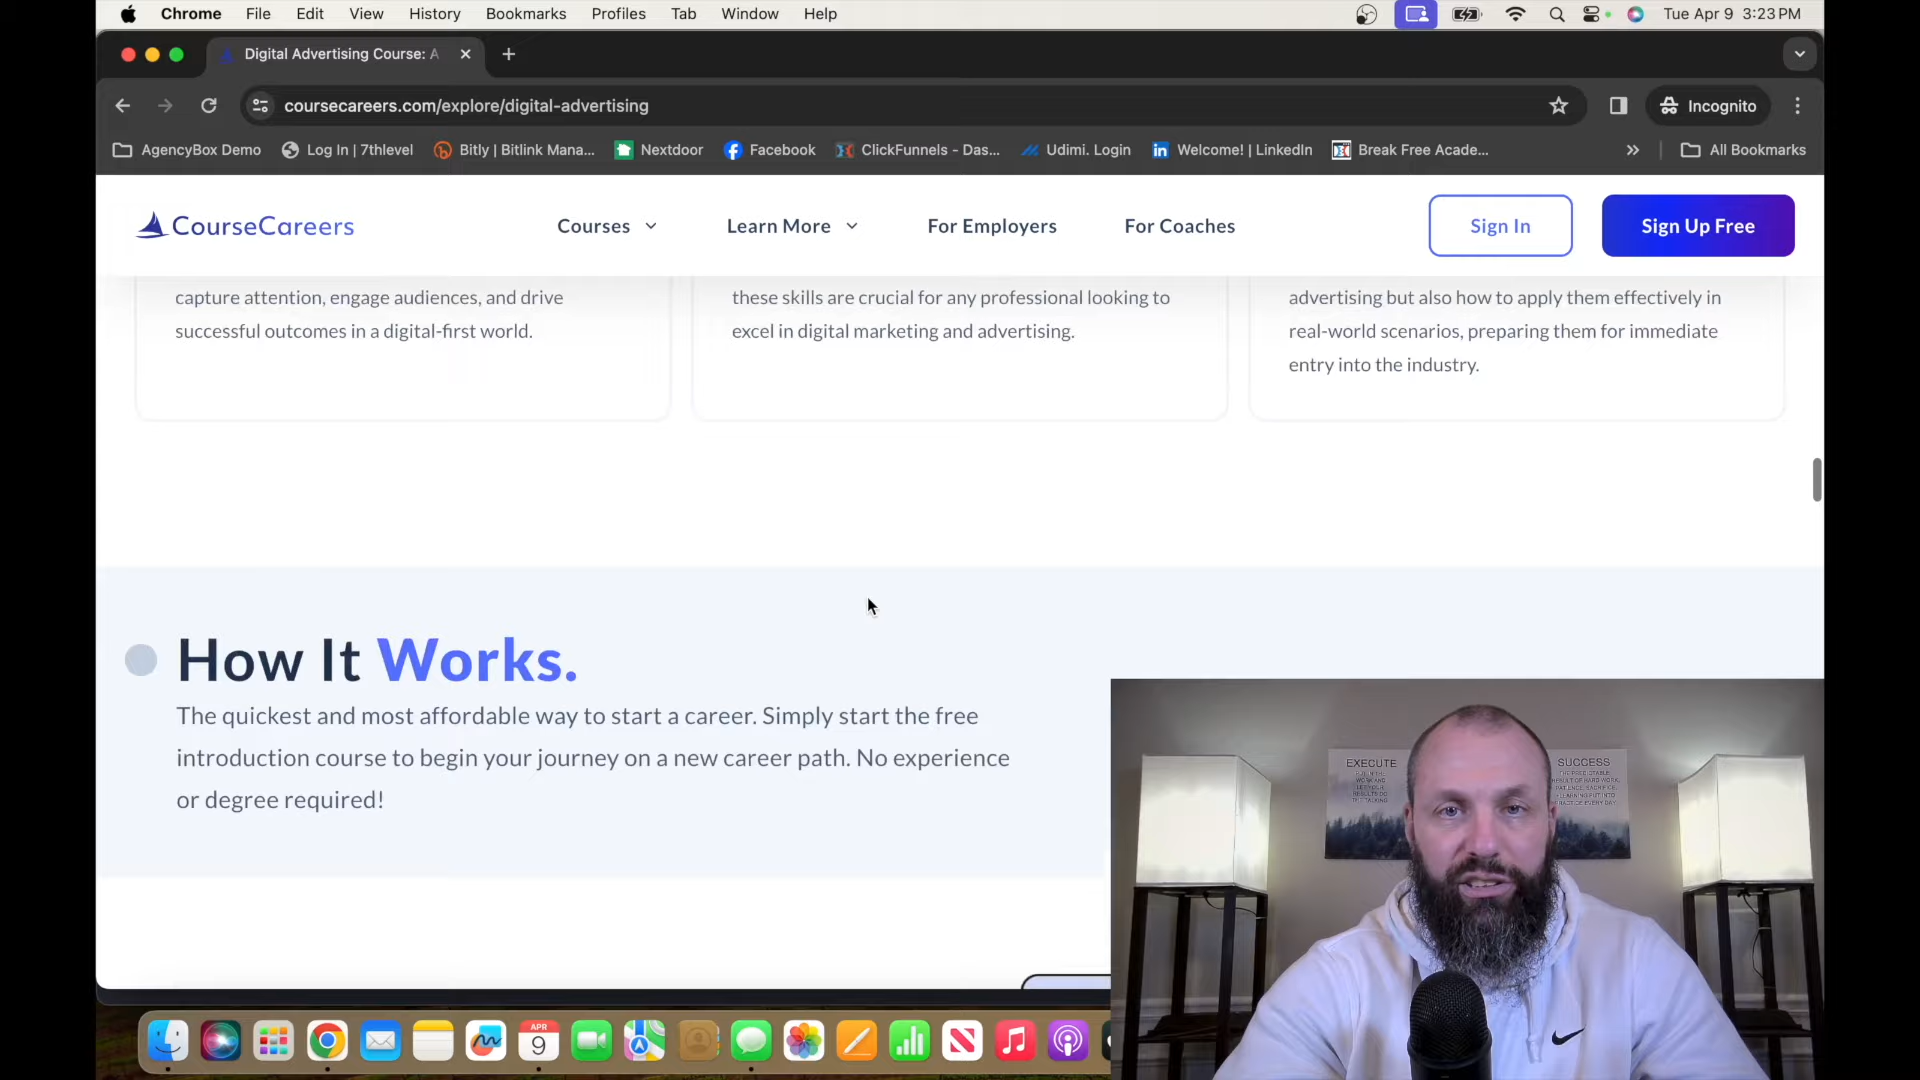 Chrome File Edit View History Bookmarks Profiles Tab Window Help Tue Apr 9 3:23 PM
Digital Advertising Course: A
coursecareers.com/explore/digital-advertising Incognito
AgencyBox Demo Log In | 7thlevel Bitly | Bitlink Mana... Nextdoor Facebook ClickFunnels - Das... Udimi. Login Welcome! | LinkedIn Break Free Acade... All Bookmarks
CourseCareers Courses Learn More For Employers For Coaches Sign In Sign Up Free
capture attention, engage audiences, and drive
successful outcomes in a digital-first world.
these skills are crucial for any professional looking to
excel in digital marketing and advertising.
advertising but also how to apply them effectively in
real-world scenarios, preparing them for immediate
entry into the industry.
How It Works.
The quickest and most affordable way to start a career. Simply start the free
introduction course to begin your journey on a new career path. No experience
or degree required!
EXECUTE
SUCCESS
APR
9